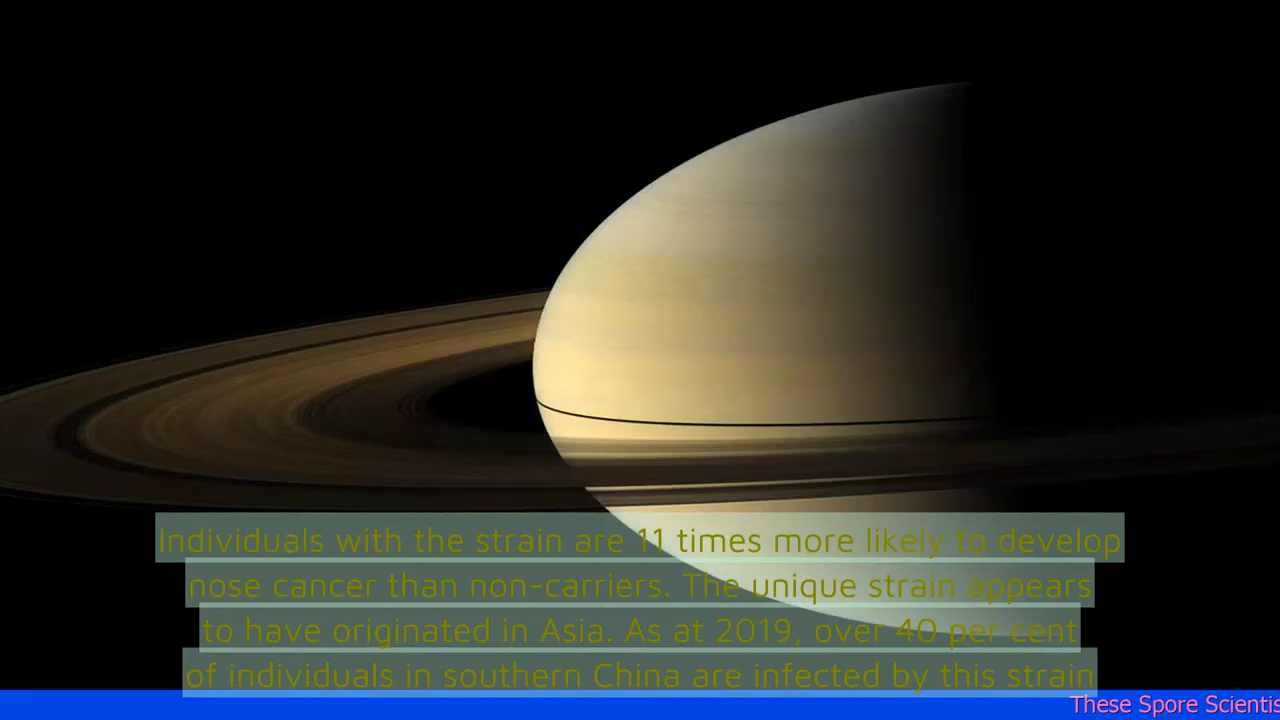 Individuals with the strain are 11 times more likely to develop
nose cancer than non-carriers. The unique strain appears
to have originated in Asia. As at 2019, over 40 per cent
of individuals in southern China are infected by this strain
These Spore Scientis